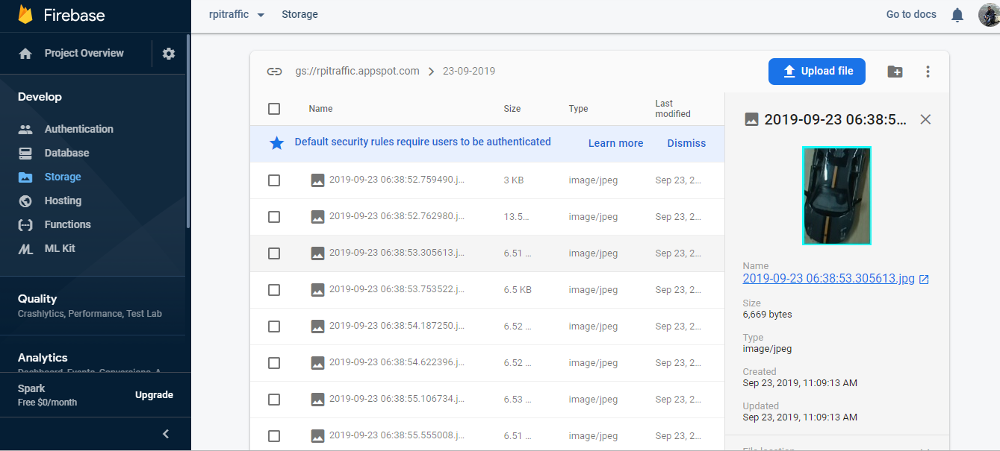 Firebase
rpitraffic
Storage
Go to docs
Project Overview
Develop
Authentication
Database
Storage
Hosting
Functions
ML Kit
Quality
Crashlytics, Performance, Test Lab
Analytics
Dashboard, Events, Conversions, A
Spark
Free $0/month
Upgrade
gs://rpitraffic.appspot.com
23-09-2019
Upload file
Name
Size
Type
Last
modified
Default security rules require users to be authenticated
Learn more
Dismiss
2019-09-23 06:38:52.759490.j... 3 KB image/jpeg Sep 23, 2...
2019-09-23 06:38:52.762980.j... 13.5... image/jpeg Sep 23, 2...
2019-09-23 06:38:53.305613.j... 6.51 ... image/jpeg Sep 23, 2...
2019-09-23 06:38:53.753522.j... 6.5 KB image/jpeg Sep 23, 2...
2019-09-23 06:38:54.187250.j... 6.52 ... image/jpeg Sep 23, 2...
2019-09-23 06:38:54.622396.j... 6.52 ... image/jpeg Sep 23, 2...
2019-09-23 06:38:55.106734.j... 6.53 ... image/jpeg Sep 23, 2...
2019-09-23 06:38:55.555008.j... 6.51 ... image/jpeg Sep 23, 2...
2019-09-23 06:38:5...
Name
2019-09-23 06:38:53.305613.jpg
Size
6,669 bytes
Type
image/jpeg
Created
Sep 23, 2019, 11:09:13 AM
Updated
Sep 23, 2019, 11:09:13 AM
File location